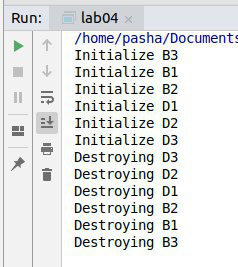 Run: lab04 ×
/home/pasha/Documents
Initialize B3
Initialize B1
Initialize B2
Initialize D1
Initialize D2
Initialize D3
Destroying D3
Destroying D2
Destroying D1
Destroying B2
Destroying B1
Destroying B3